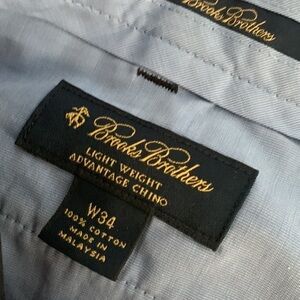 Brooks Brothers
Brooks Brothers
LIGHT WEIGHT
ADVANTAGE CHINO
W34
100% COTTON
MADE IN
MALAYSIA